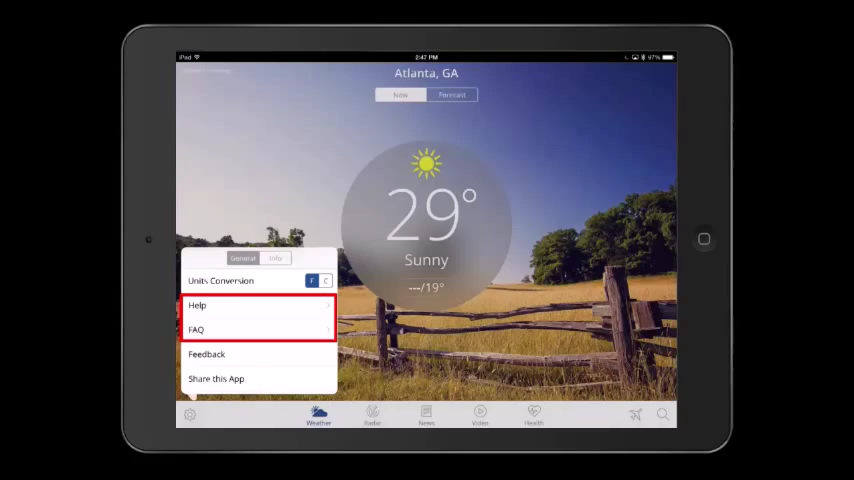 iPad
2:47 PM
97%
Atlanta, GA
Now
Forecast
29°
Sunny
---/19°
General
Info
Units Conversion
F
C
Help
FAQ
Feedback
Share this App
Weather
Radar
News
Video
Health